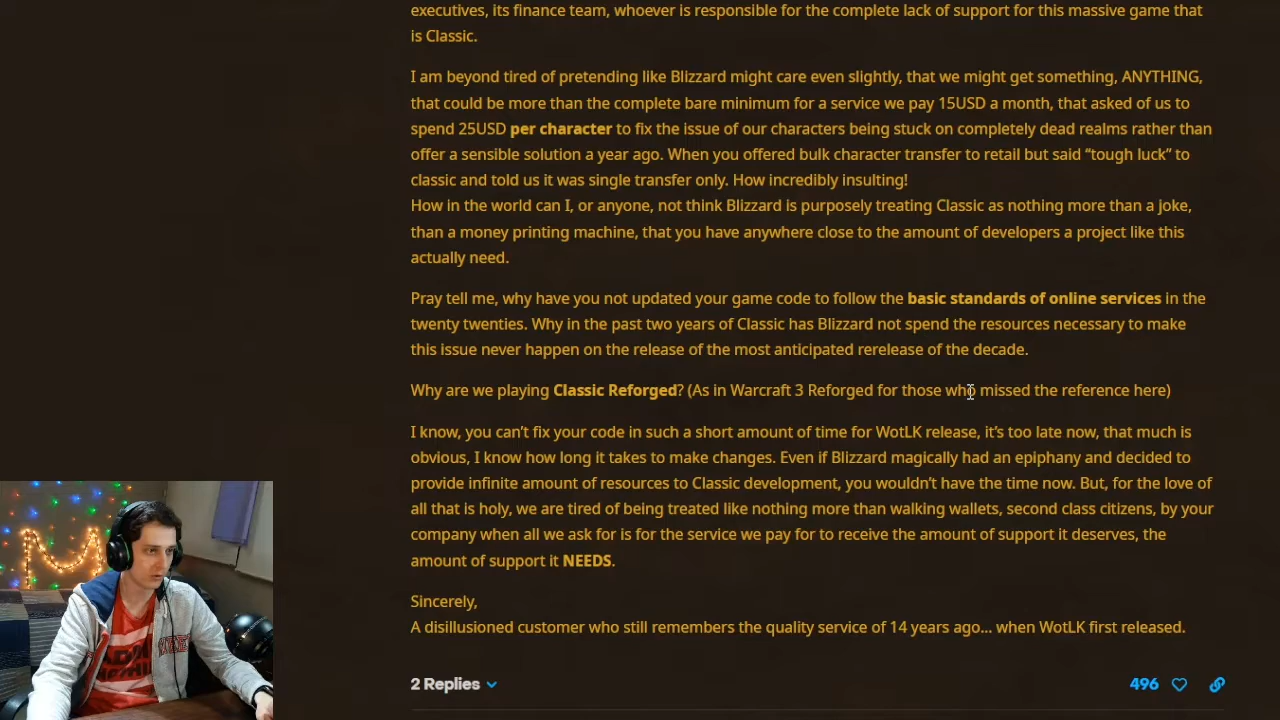 executives, its finance team, whoever is responsible for the complete lack of support for this massive game that
is Classic.
I am beyond tired of pretending like Blizzard might care even slightly, that we might get something, ANYTHING,
that could be more than the complete bare minimum for a service we pay 15USD a month, that asked of us to
spend 25USD per character to fix the issue of our characters being stuck on completely dead realms rather than
offer a sensible solution a year ago. When you offered bulk character transfer to retail but said “tough luck” to
classic and told us it was single transfer only. How incredibly insulting!
How in the world can I, or anyone, not think Blizzard is purposely treating Classic as nothing more than a joke,
than a money printing machine, that you have anywhere close to the amount of developers a project like this
actually need.
Pray tell me, why have you not updated your game code to follow the basic standards of online services in the
twenty twenties. Why in the past two years of Classic has Blizzard not spend the resources necessary to make
this issue never happen on the release of the most anticipated rerelease of the decade.
Why are we playing Classic Reforged? (As in Warcraft 3 Reforged for those who missed the reference here)
I know, you can’t fix your code in such a short amount of time for WotLK release, it’s too late now, that much is
obvious, I know how long it takes to make changes. Even if Blizzard magically had an epiphany and decided to
provide infinite amount of resources to Classic development, you wouldn’t have the time now. But, for the love of
all that is holy, we are tired of being treated like nothing more than walking wallets, second class citizens, by your
company when all we ask for is for the service we pay for to receive the amount of support it deserves, the
amount of support it NEEDS.
Sincerely,
A disillusioned customer who still remembers the quality service of 14 years ago… when WotLK first released.
2 Replies
496